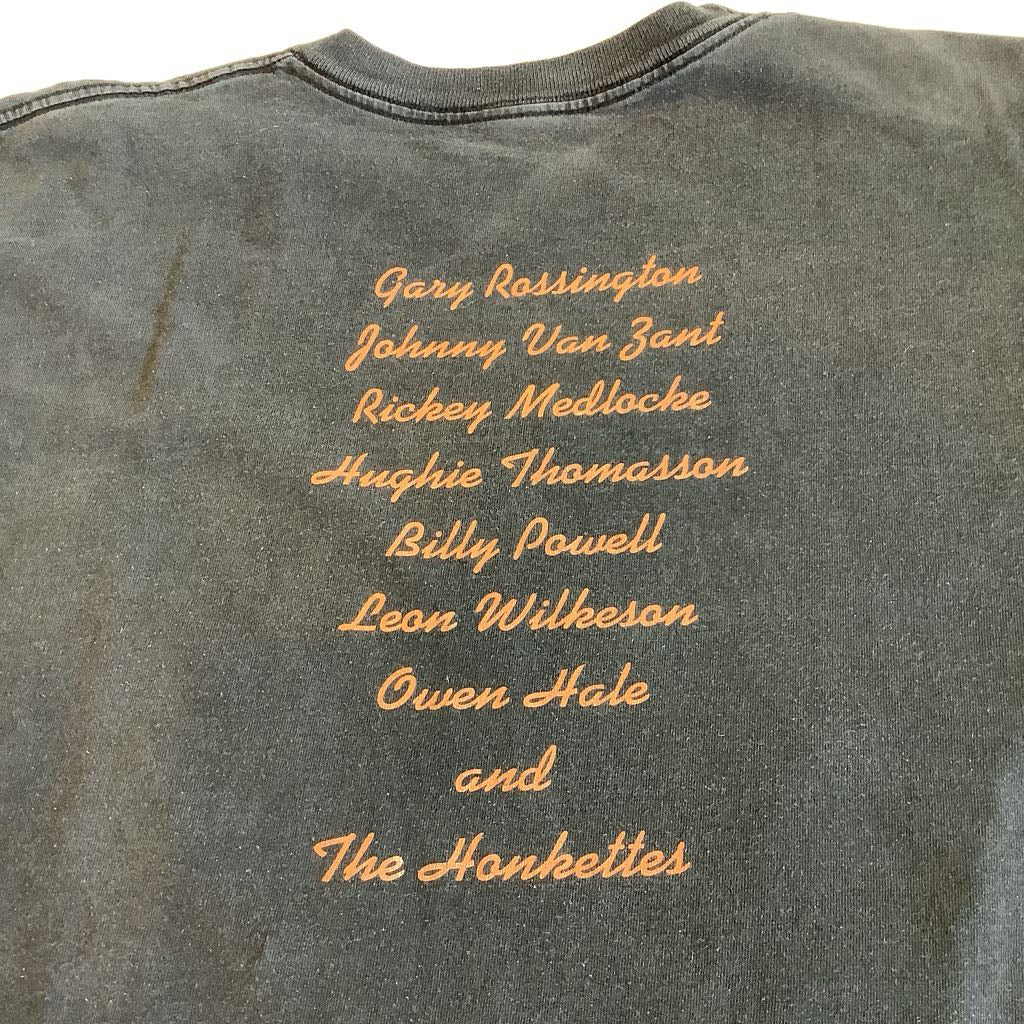 Gary Rossington
Johnny Van Zant
Rickey Medlocke
Hughie Thomasson
Billy Powell
Leon Wilkeson
Owen Hale
and
The Honkettes